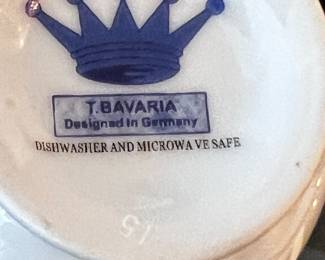 T.BAVARIA
Designed in Germany
DISHWASHER AND MICROWAVE SAFE